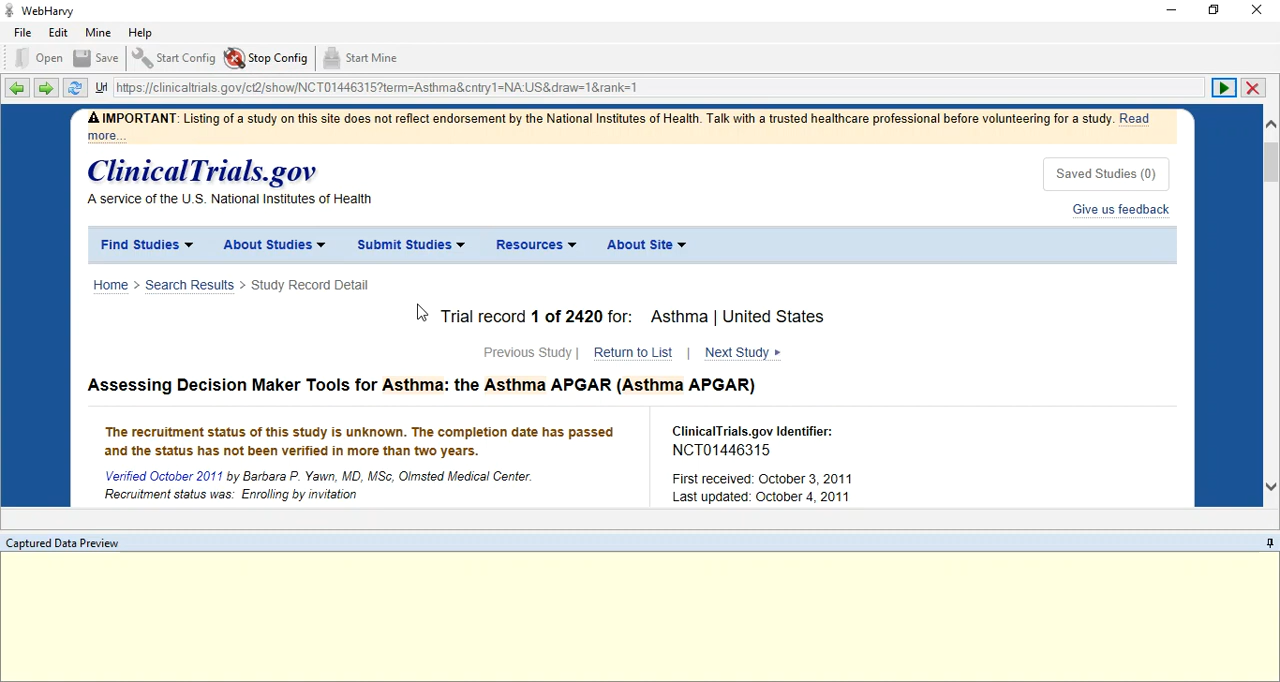 WebHarvy
File Edit Mine Help
Open Save Start Config Stop Config Start Mine
Url https://clinicaltrials.gov/ct2/show/NCT01446315?term=Asthma&cntry1=NA:US&draw=1&rank=1
IMPORTANT: Listing of a study on this site does not reflect endorsement by the National Institutes of Health. Talk with a trusted healthcare professional before volunteering for a study. Read
more...
ClinicalTrials.gov
A service of the U.S. National Institutes of Health
Saved Studies (0)
Give us feedback
Find Studies About Studies Submit Studies Resources About Site
Home > Search Results > Study Record Detail
Trial record 1 of 2420 for: Asthma | United States
Previous Study | Return to List | Next Study
Assessing Decision Maker Tools for Asthma: the Asthma APGAR (Asthma APGAR)
The recruitment status of this study is unknown. The completion date has passed
and the status has not been verified in more than two years.
Verified October 2011 by Barbara P. Yawn, MD, MSc, Olmsted Medical Center.
Recruitment status was: Enrolling by invitation
ClinicalTrials.gov Identifier:
NCT01446315
First received: October 3, 2011
Last updated: October 4, 2011
Captured Data Preview